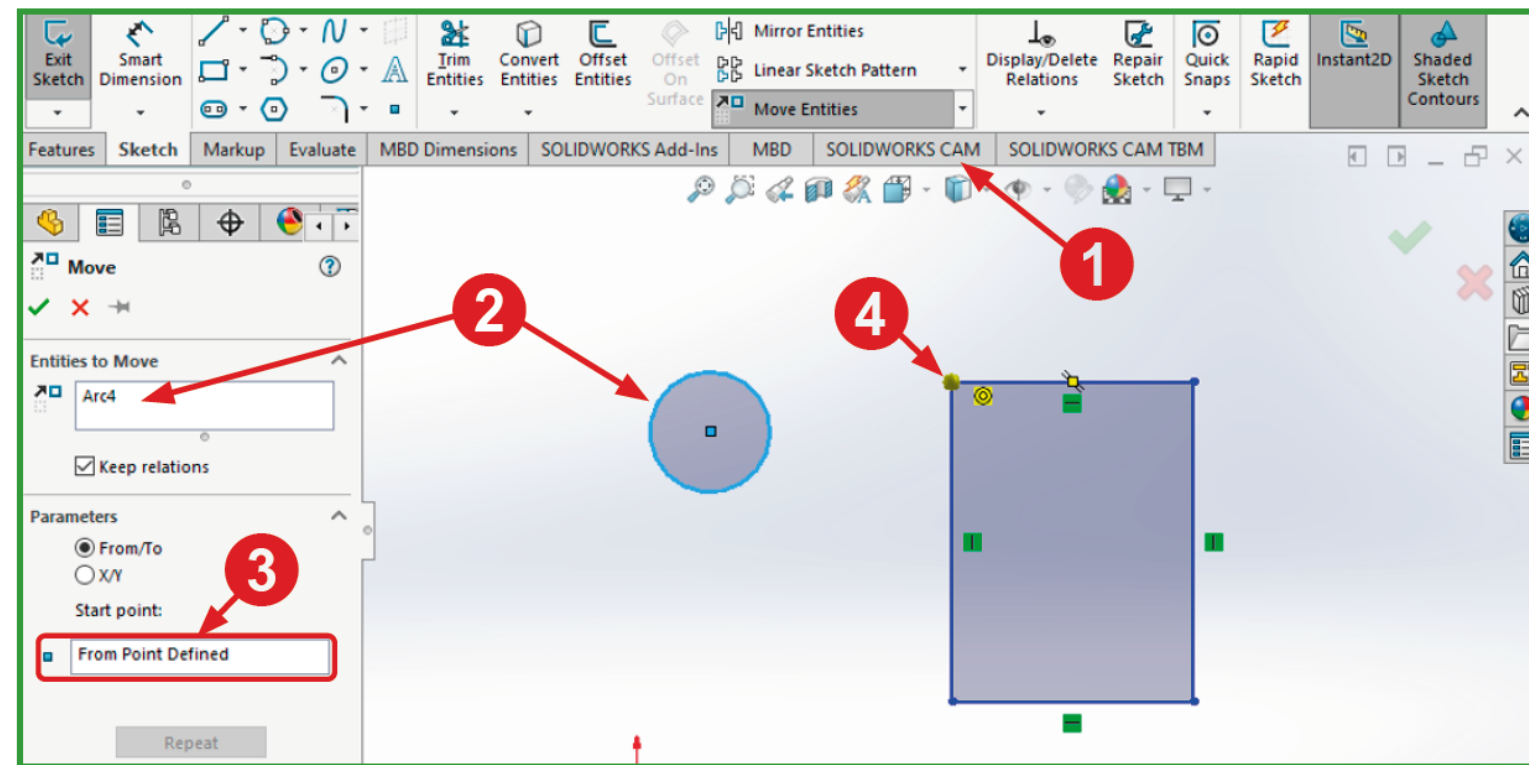 Exit
Sketch
Smart
Dimension
Trim
Entities
Convert
Entities
Offset
Entities
Offset
On
Surface
Mirror Entities
Linear Sketch Pattern
Move Entities
Display/Delete
Relations
Repair
Sketch
Quick
Snaps
Rapid
Sketch
Instant2D
Shaded
Sketch
Contours
Features Sketch Markup Evaluate MBD Dimensions SOLIDWORKS Add-Ins MBD SOLIDWORKS CAM SOLIDWORKS CAM TBM
Move
Entities to Move
Arc4
Keep relations
Parameters
From/To
X/Y
Start point:
From Point Defined
Repeat
1
2
3
4